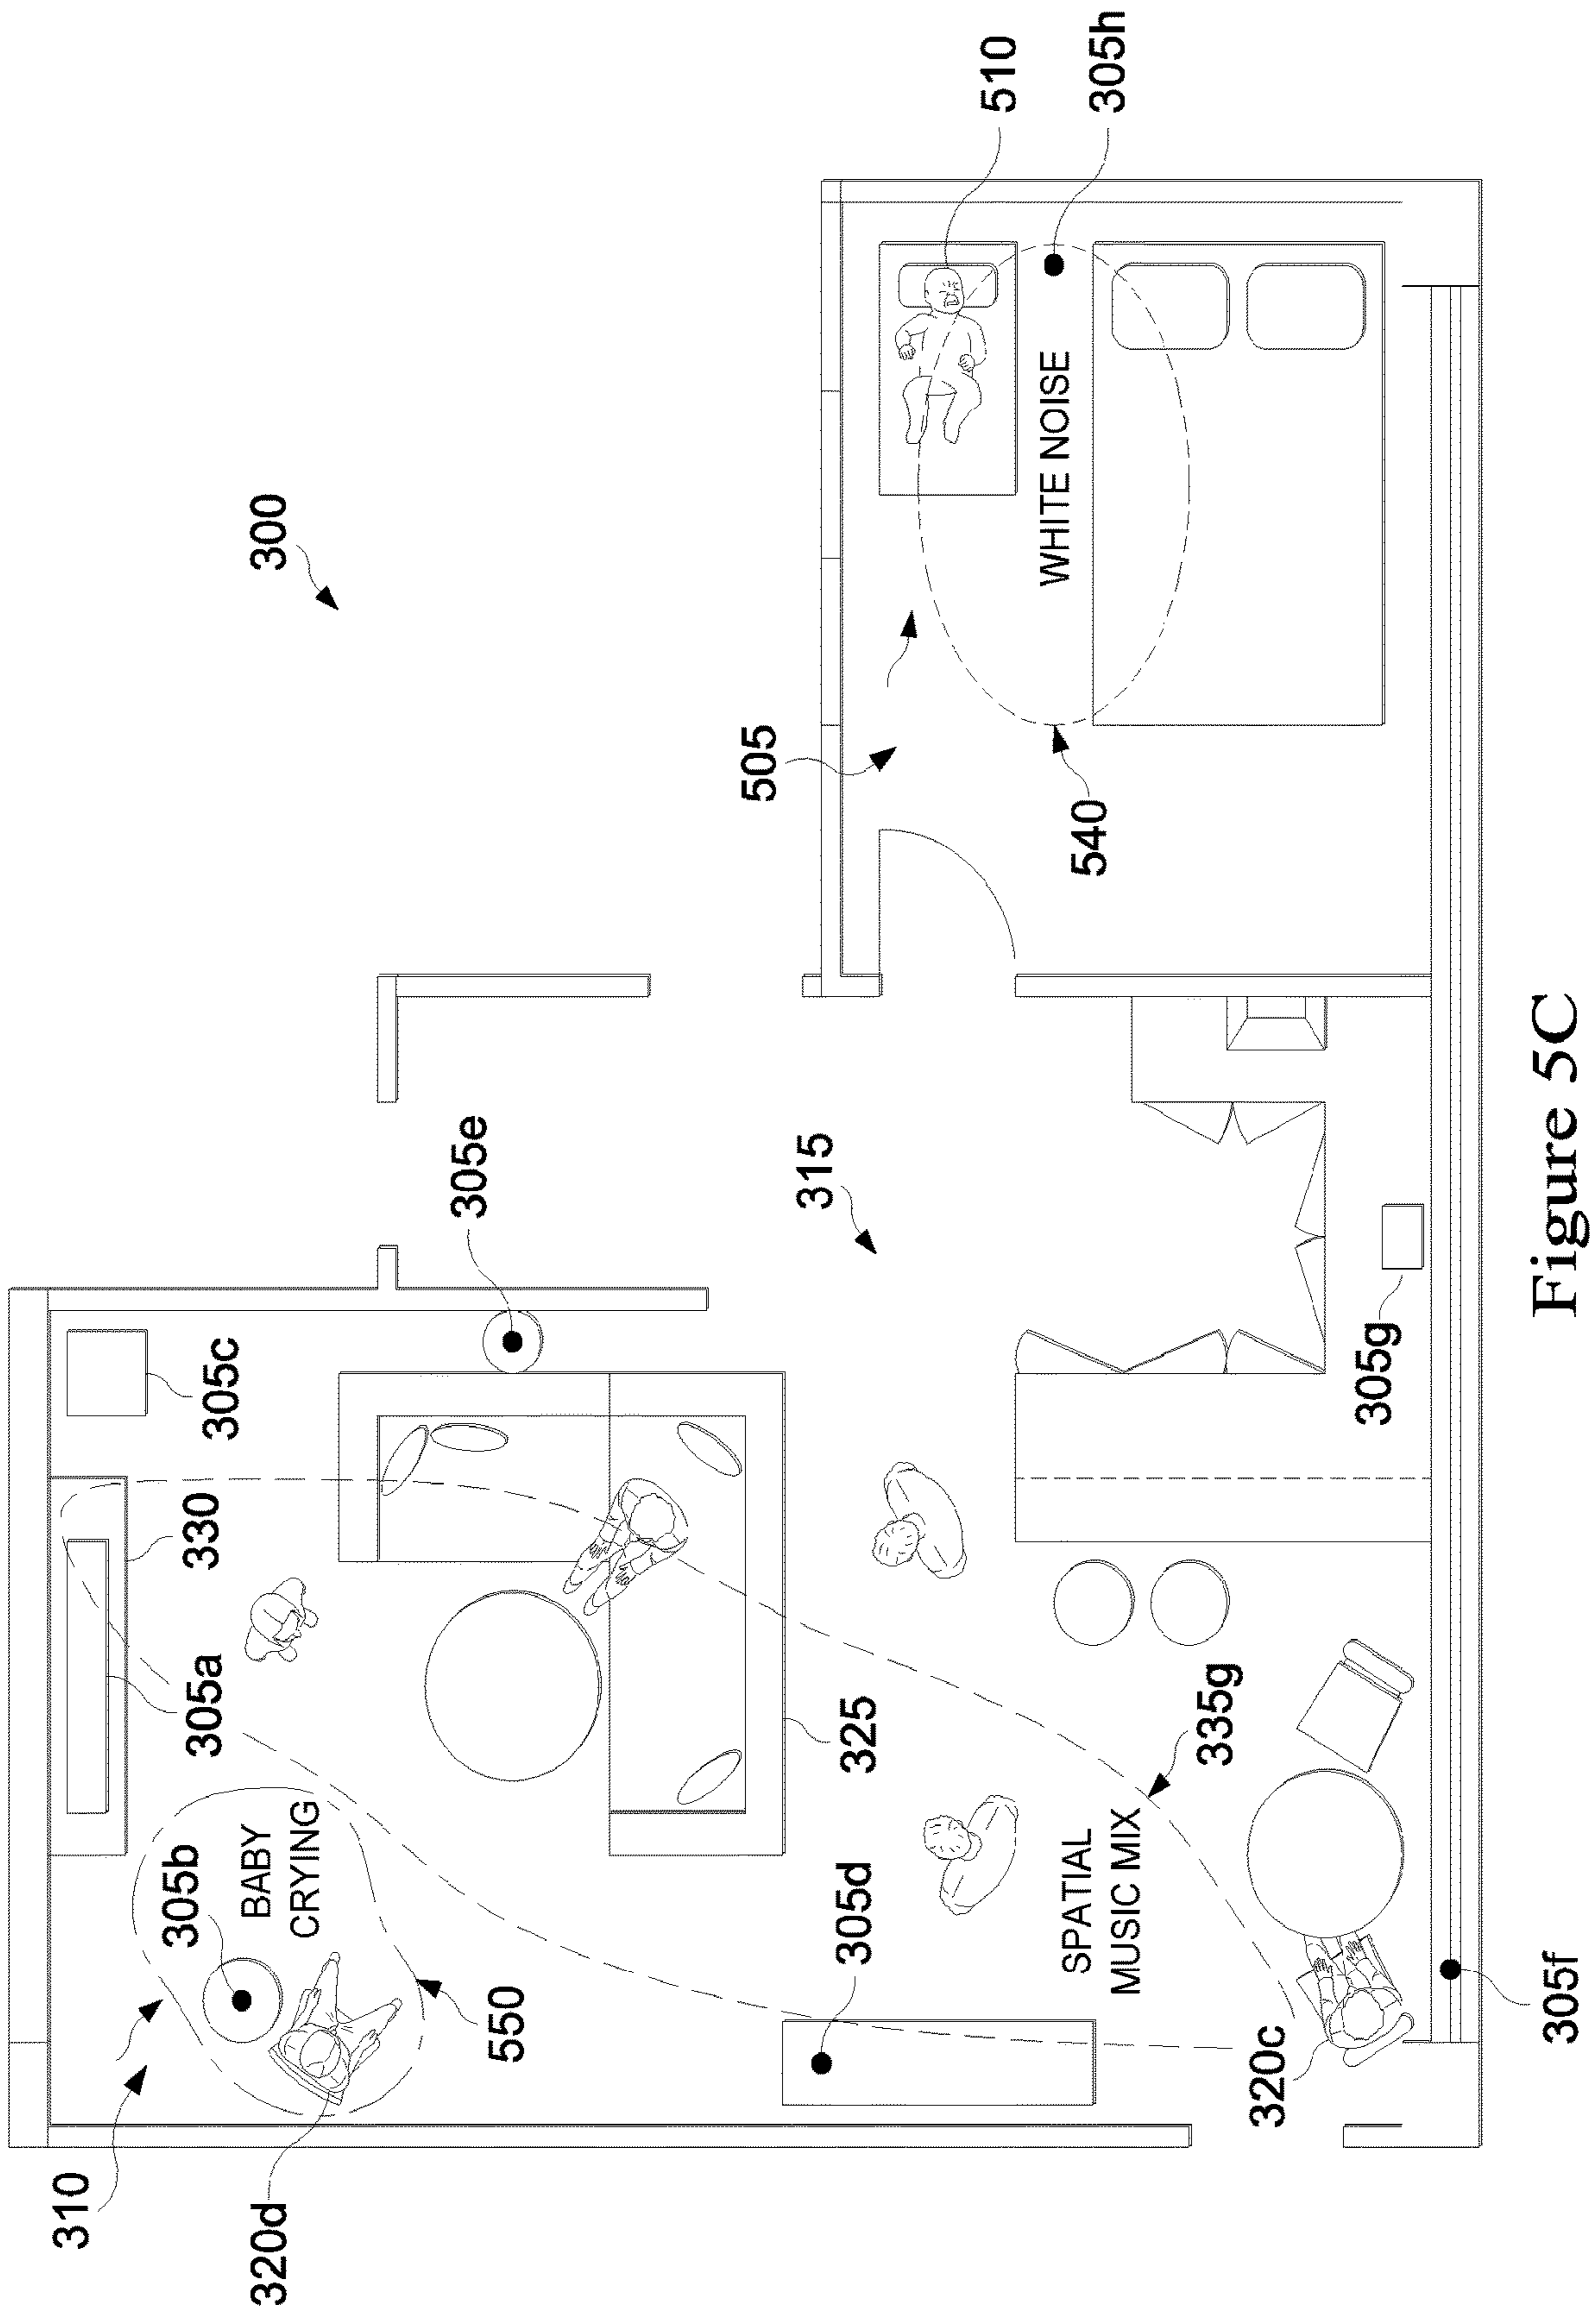 310
305b
305a
330
305c
320d
BABY
CRYING
300
305e
550
505
315
305d
325
510
WHITE NOISE
SPATIAL
MUSIC MIX
540
305h
335g
320c
305g
305f
Figure 5C